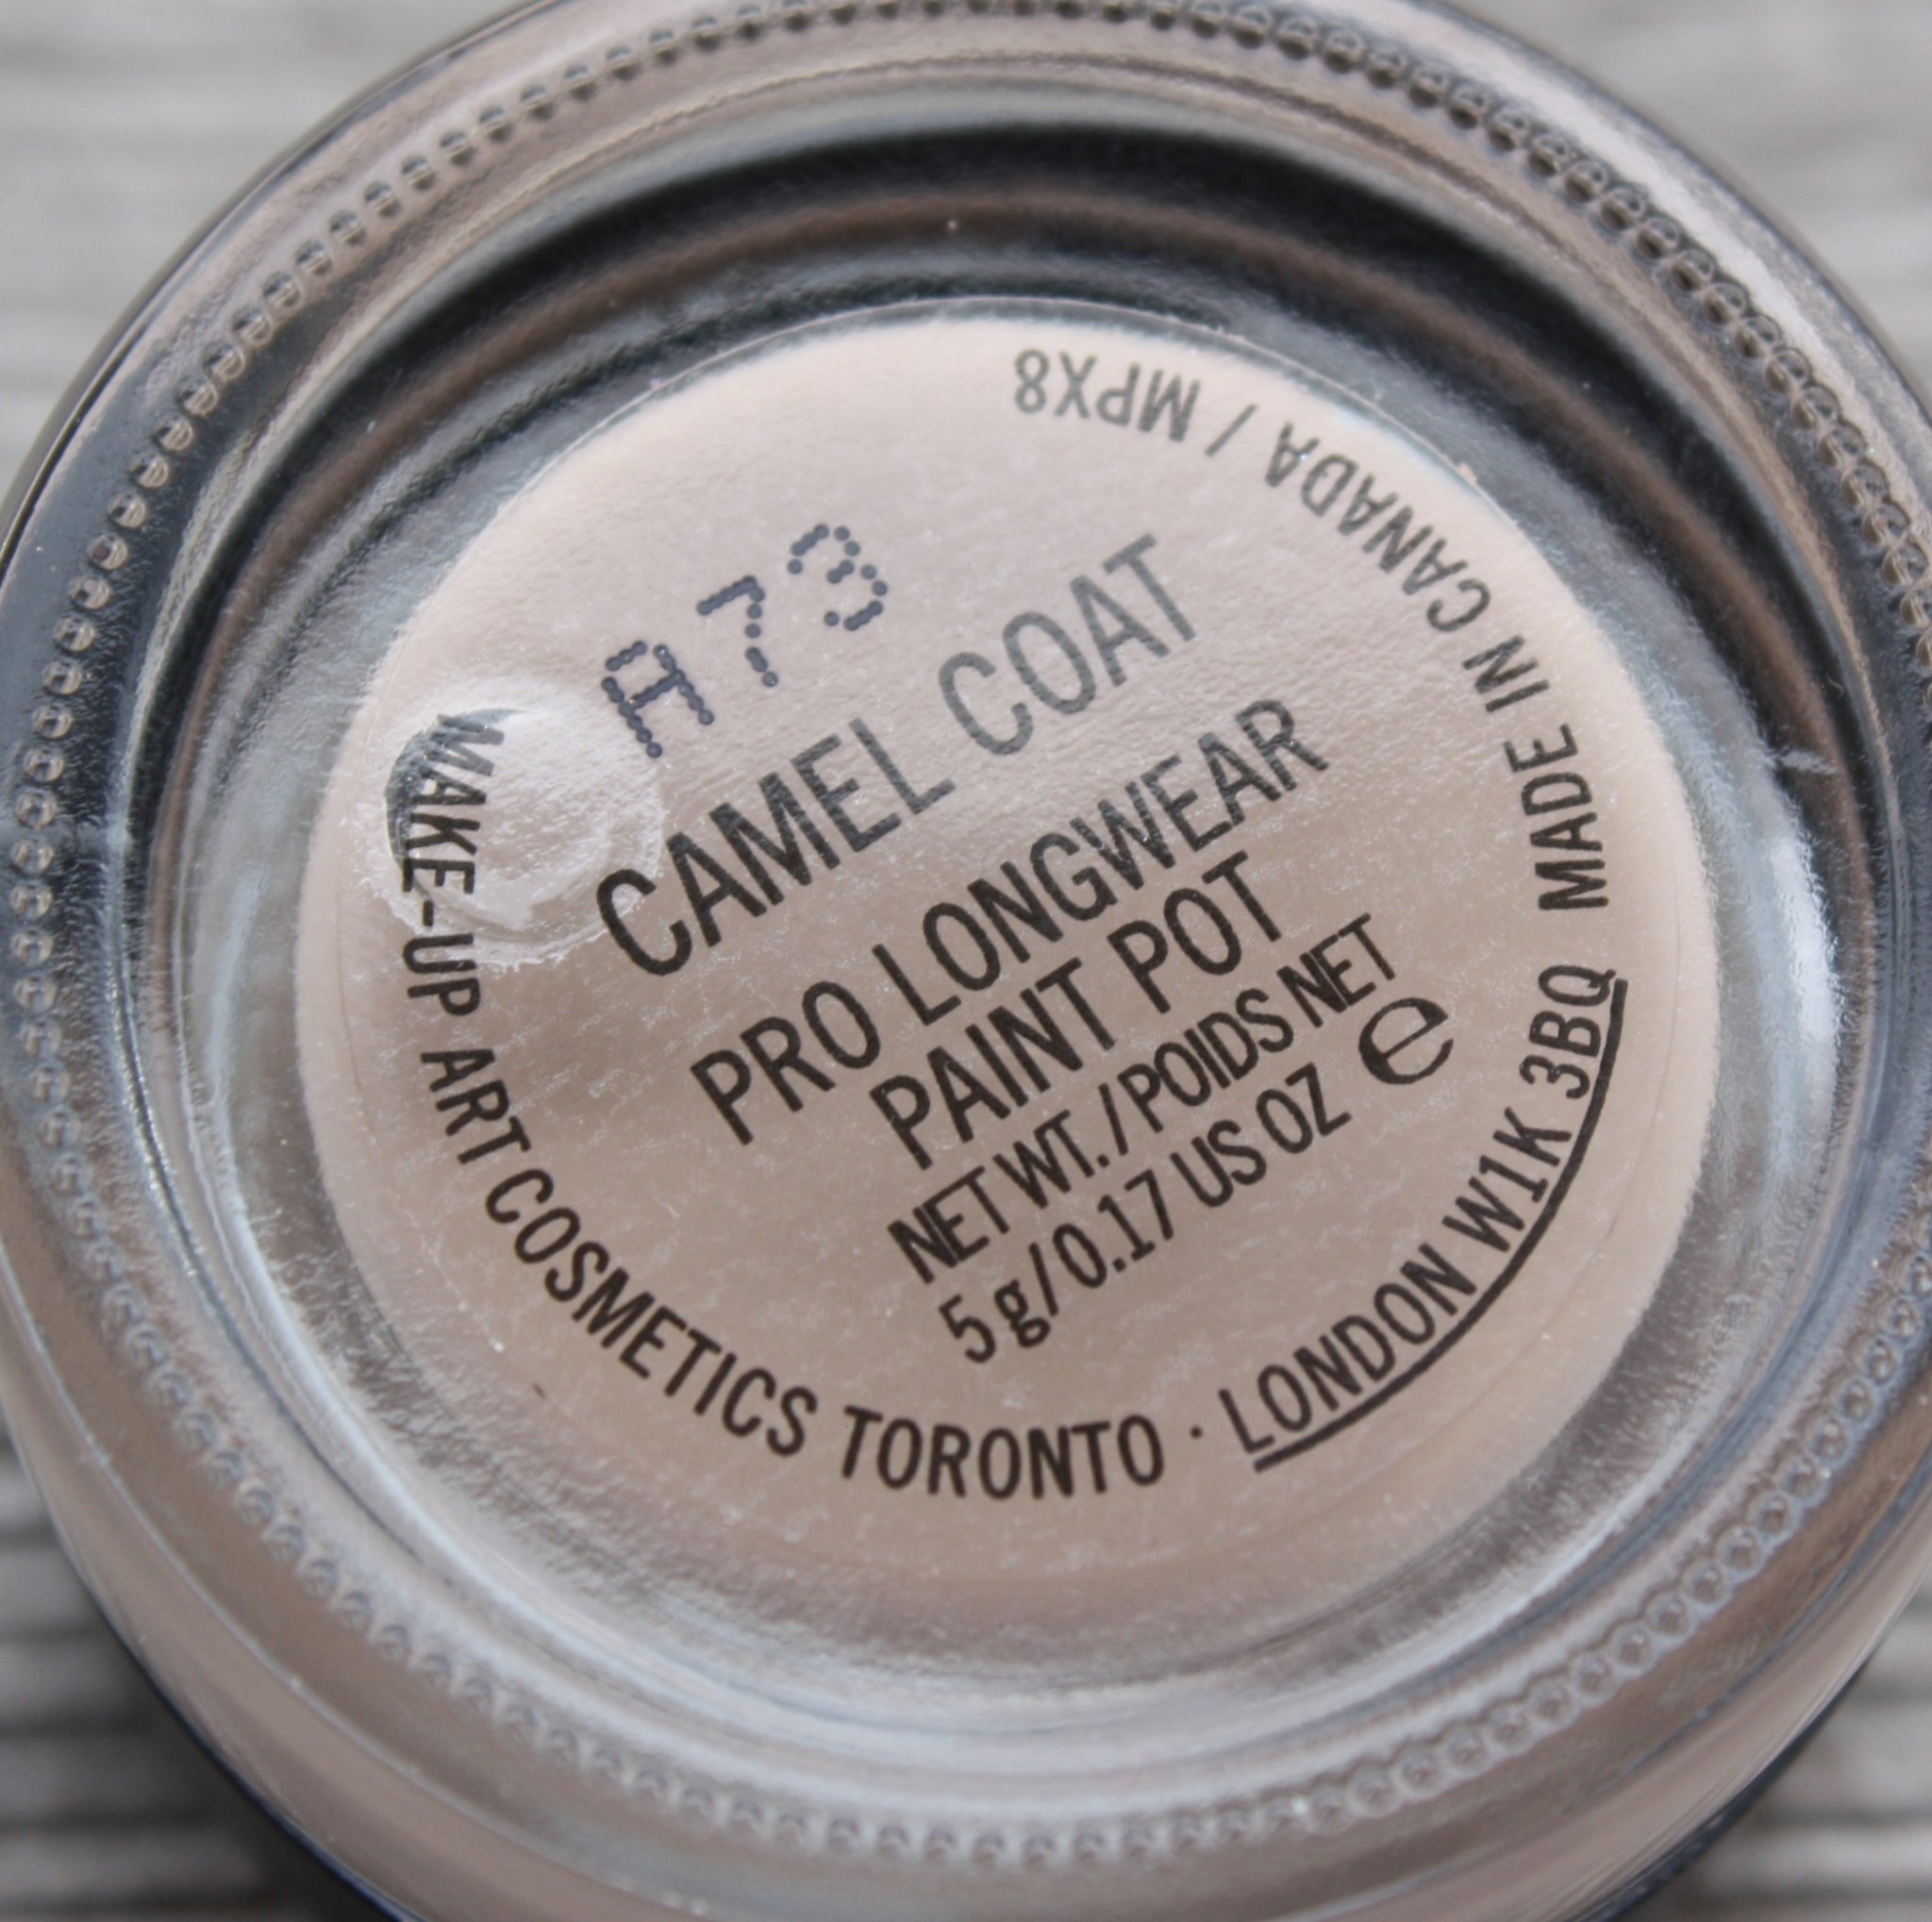 A73
CAMEL COAT
PRO LONGWEAR
PAINT POT
NET WT./POIDS NET
5 g/0.17 US OZ e
MAKE-UP ART COSMETICS TORONTO · LONDON W1K 3BQ MADE IN CANADA / MPX8